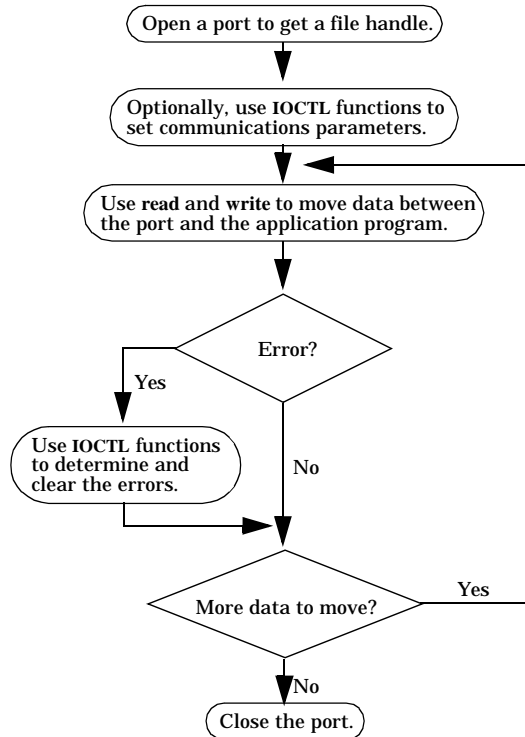 Open a port to get a file handle.
Optionally, use IOCTL functions to
set communications parameters.
Use read and write to move data between
the port and the application program.
Error?
Yes
Use IOCTL functions
to determine and
clear the errors.
No
More data to move?
Yes
No
Close the port.